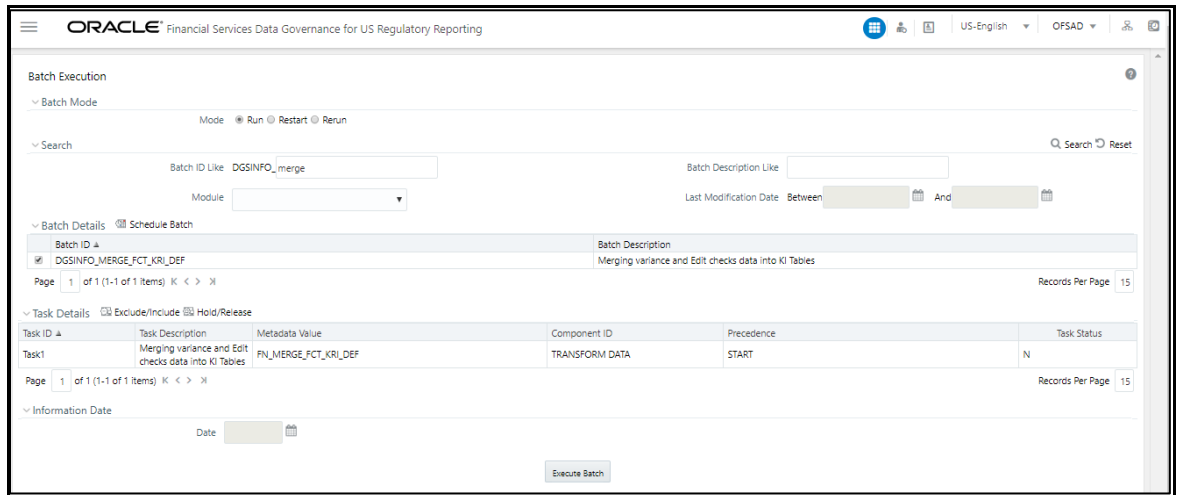 ORACLE® Financial Services Data Governance for US Regulatory Reporting US-English OFSAD
Batch Execution
Batch Mode
Mode Run Restart Rerun
Search Search Reset
Batch ID Like DGSINFO_ merge Batch Description Like
Module Last Modification Date Between And
Batch Details Schedule Batch
Batch ID Batch Description
DGSINFO_MERGE_FCT_KRI_DEF Merging variance and Edit checks data into KI Tables
Page 1 of 1 (1-1 of 1 items) Records Per Page 15
Task Details Exclude/Include Hold/Release
Task ID Task Description Metadata Value Component ID Precedence Task Status
Task1 Merging variance and Edit checks data into KI Tables FN_MERGE_FCT_KRI_DEF TRANSFORM DATA START N
Page 1 of 1 (1-1 of 1 items) Records Per Page 15
Information Date
Date
Execute Batch